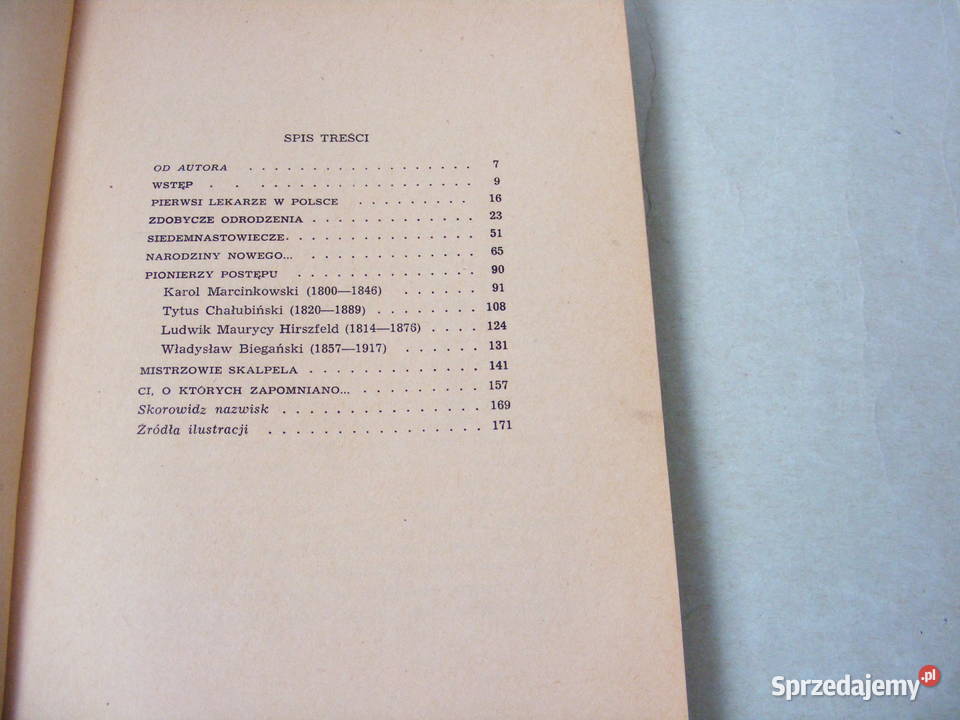 SPIS TREŚCI
OD AUTORA . . . . . . . . . . . . . . . . . . 7
WSTĘP . . . . . . . . . . . . . . . . . . . . 9
PIERWSI LEKARZE W POLSCE . . . . . . . . . 16
ZDOBYCZE ODRODZENIA . . . . . . . . . . . . . 23
SIEDEMNASTOWIECZE . . . . . . . . . . . . . . 51
NARODZINY NOWEGO... . . . . . . . . . . . . . 65
PIONIERZY POSTĘPU . . . . . . . . . . . . . . 90
Karol Marcinkowski (1800—1846) . . . . . . 91
Tytus Chałubiński (1820—1889) . . . . . . . . 108
Ludwik Maurycy Hirszfeld (1814—1876) . . . . 124
Władysław Biegański (1857—1917) . . . . . . 131
MISTRZOWIE SKALPELA . . . . . . . . . . . . . 141
CI, O KTÓRYCH ZAPOMNIANO... . . . . . . . . . 157
Skorowidz nazwisk . . . . . . . . . . . . . . . 169
Źródła ilustracji . . . . . . . . . . . . . . . . 171
Sprzedajemy.pl